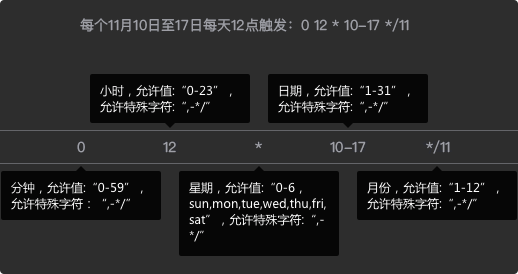 每个11月10日至17日每天12点触发：0 12 * 10-17 */11
小时，允许值:“0-23”，
允许特殊字符:“,-*/”
日期，允许值:“1-31”，
允许特殊字符:“,-*/”
0 12 * 10-17 */11
分钟，允许值:“0-59”，
允许特殊字符：“,-*/”
星期，允许值:“0-6，
sun,mon,tue,wed,thu,fri,
sat”，允许特殊字符:“,-
*/”
月份，允许值:“1-12”，
允许特殊字符:“,-*/”